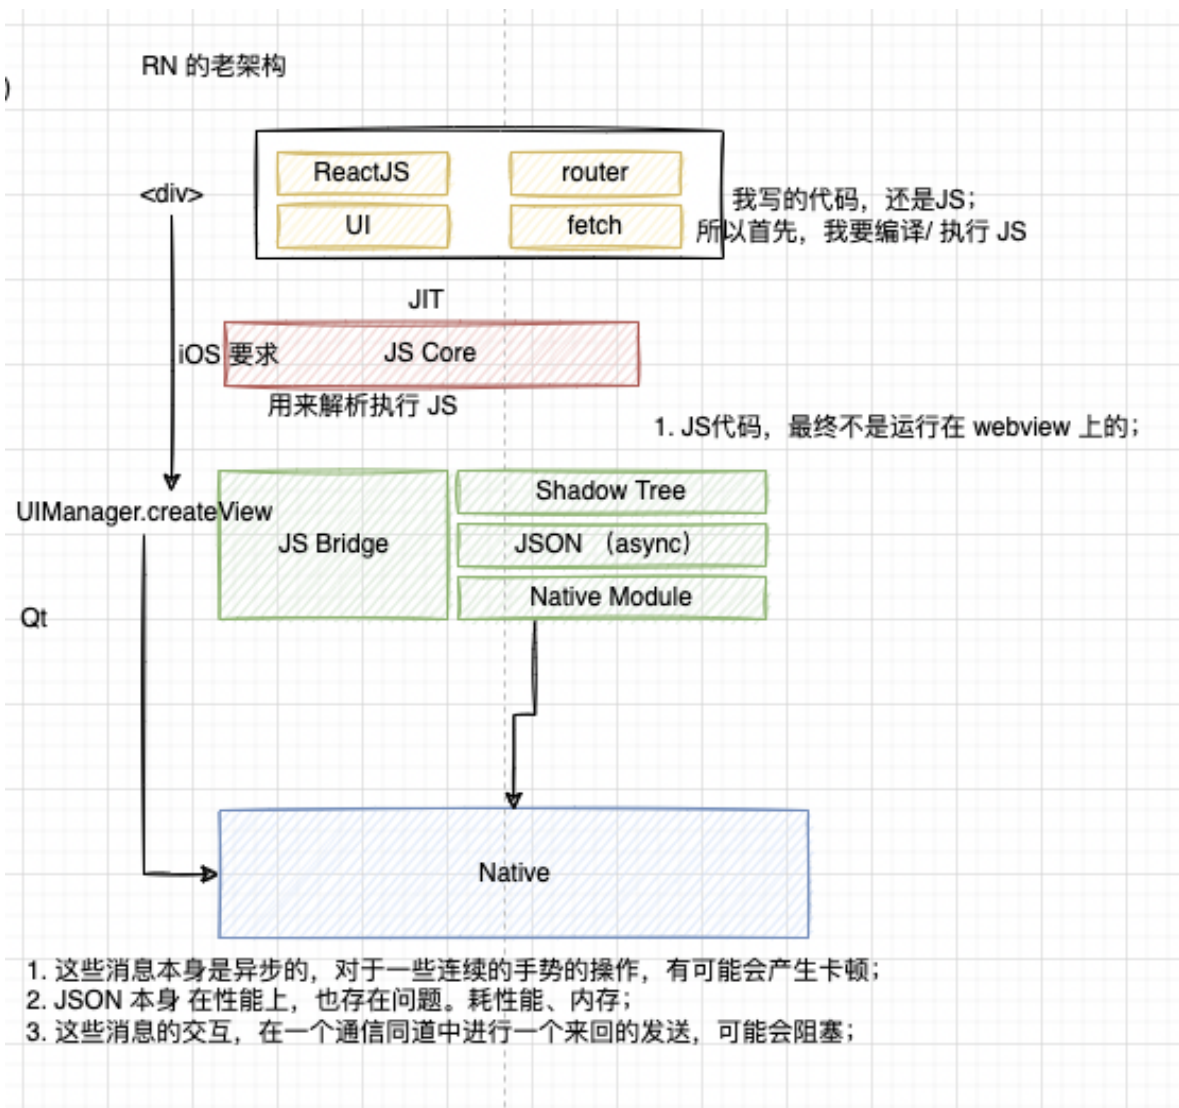 RN 的老架构
)
ReactJS
router
<div>
UI
fetch
我写的代码，还是JS；
所以首先，我要编译/ 执行 JS
JIT
iOS 要求
JS Core
用来解析执行 JS
1. JS代码，最终不是运行在 webview 上的；
UIManager.createView
JS Bridge
Shadow Tree
JSON （async）
Native Module
Qt
Native
1. 这些消息本身是异步的，对于一些连续的手势的操作，有可能会产生卡顿；
2. JSON 本身 在性能上，也存在问题。耗性能、内存；
3. 这些消息的交互，在一个通信同道中进行一个来回的发送，可能会阻塞；